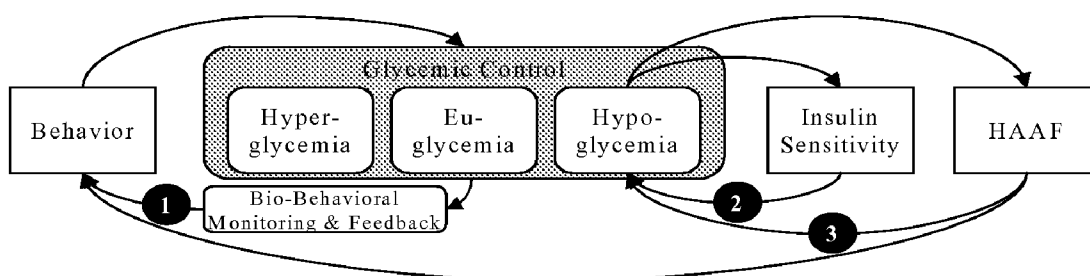 Glycemic Control
Behavior
Hyper-
glycemia
Eu-
glycemia
Hypo-
glycemia
Insulin
Sensitivity
HAAF
1
Bio-Behavioral
Monitoring & Feedback
2
3